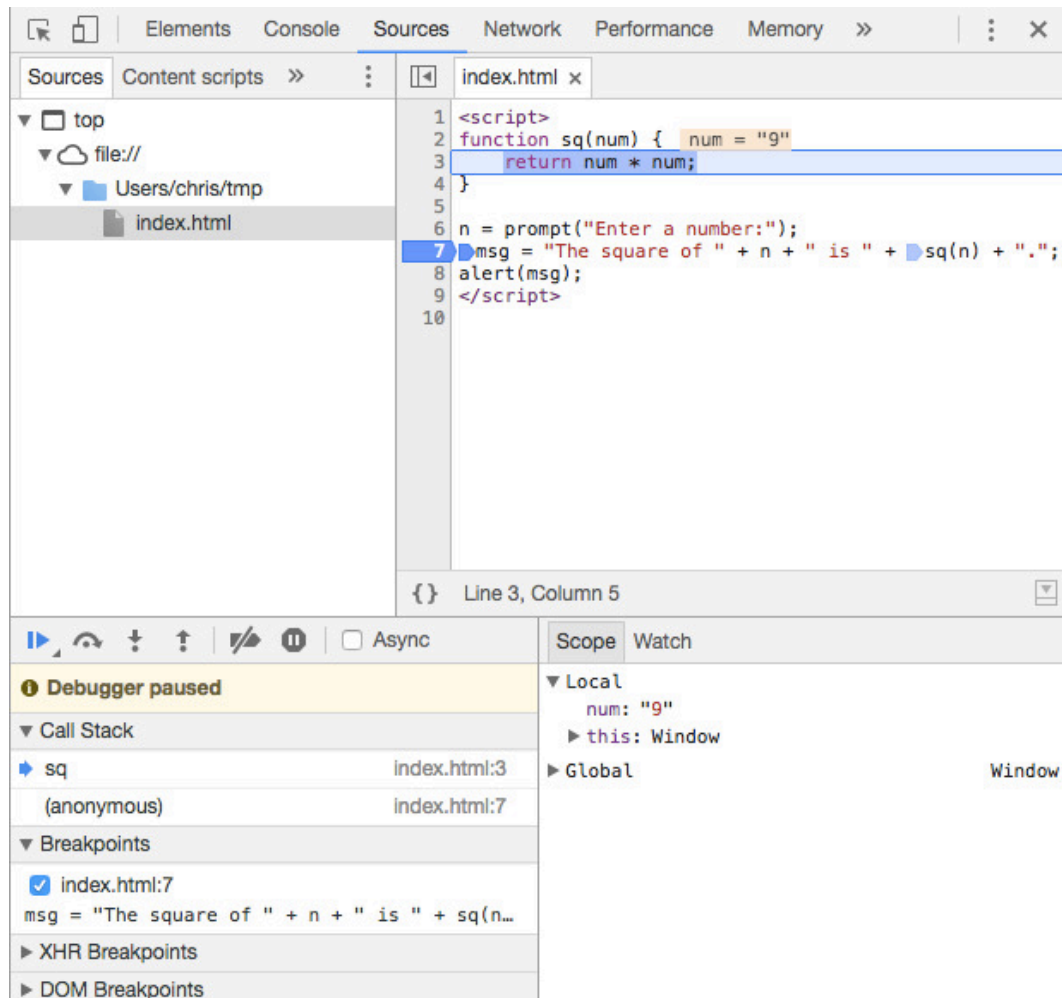 Elements Console Sources Network Performance Memory »
Sources Content scripts »
index.html ×
top
file://
Users/chris/tmp
index.html
1 <script>
2 function sq(num) { num = "9"
3 return num * num;
4 }
5
6 n = prompt("Enter a number:");
7 msg = "The square of " + n + " is " + sq(n) + ".";
8 alert(msg);
9 </script>
10
{} Line 3, Column 5
Async
Debugger paused
Call Stack
sq index.html:3
(anonymous) index.html:7
Breakpoints
index.html:7
msg = "The square of " + n + " is " + sq(n…
XHR Breakpoints
DOM Breakpoints
Scope Watch
Local
num: "9"
this: Window
Global Window